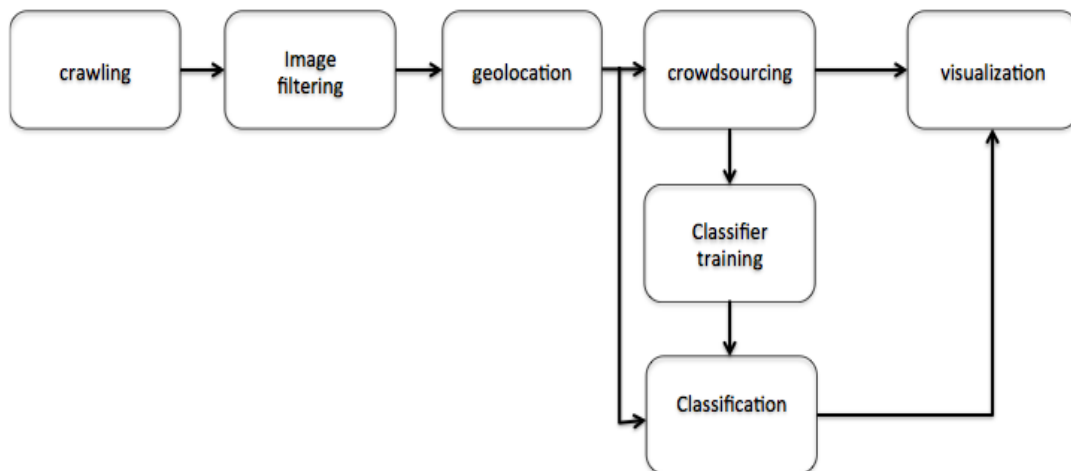 crawling
Image
filtering
geolocation
crowdsourcing
visualization
Classifier
training
Classification